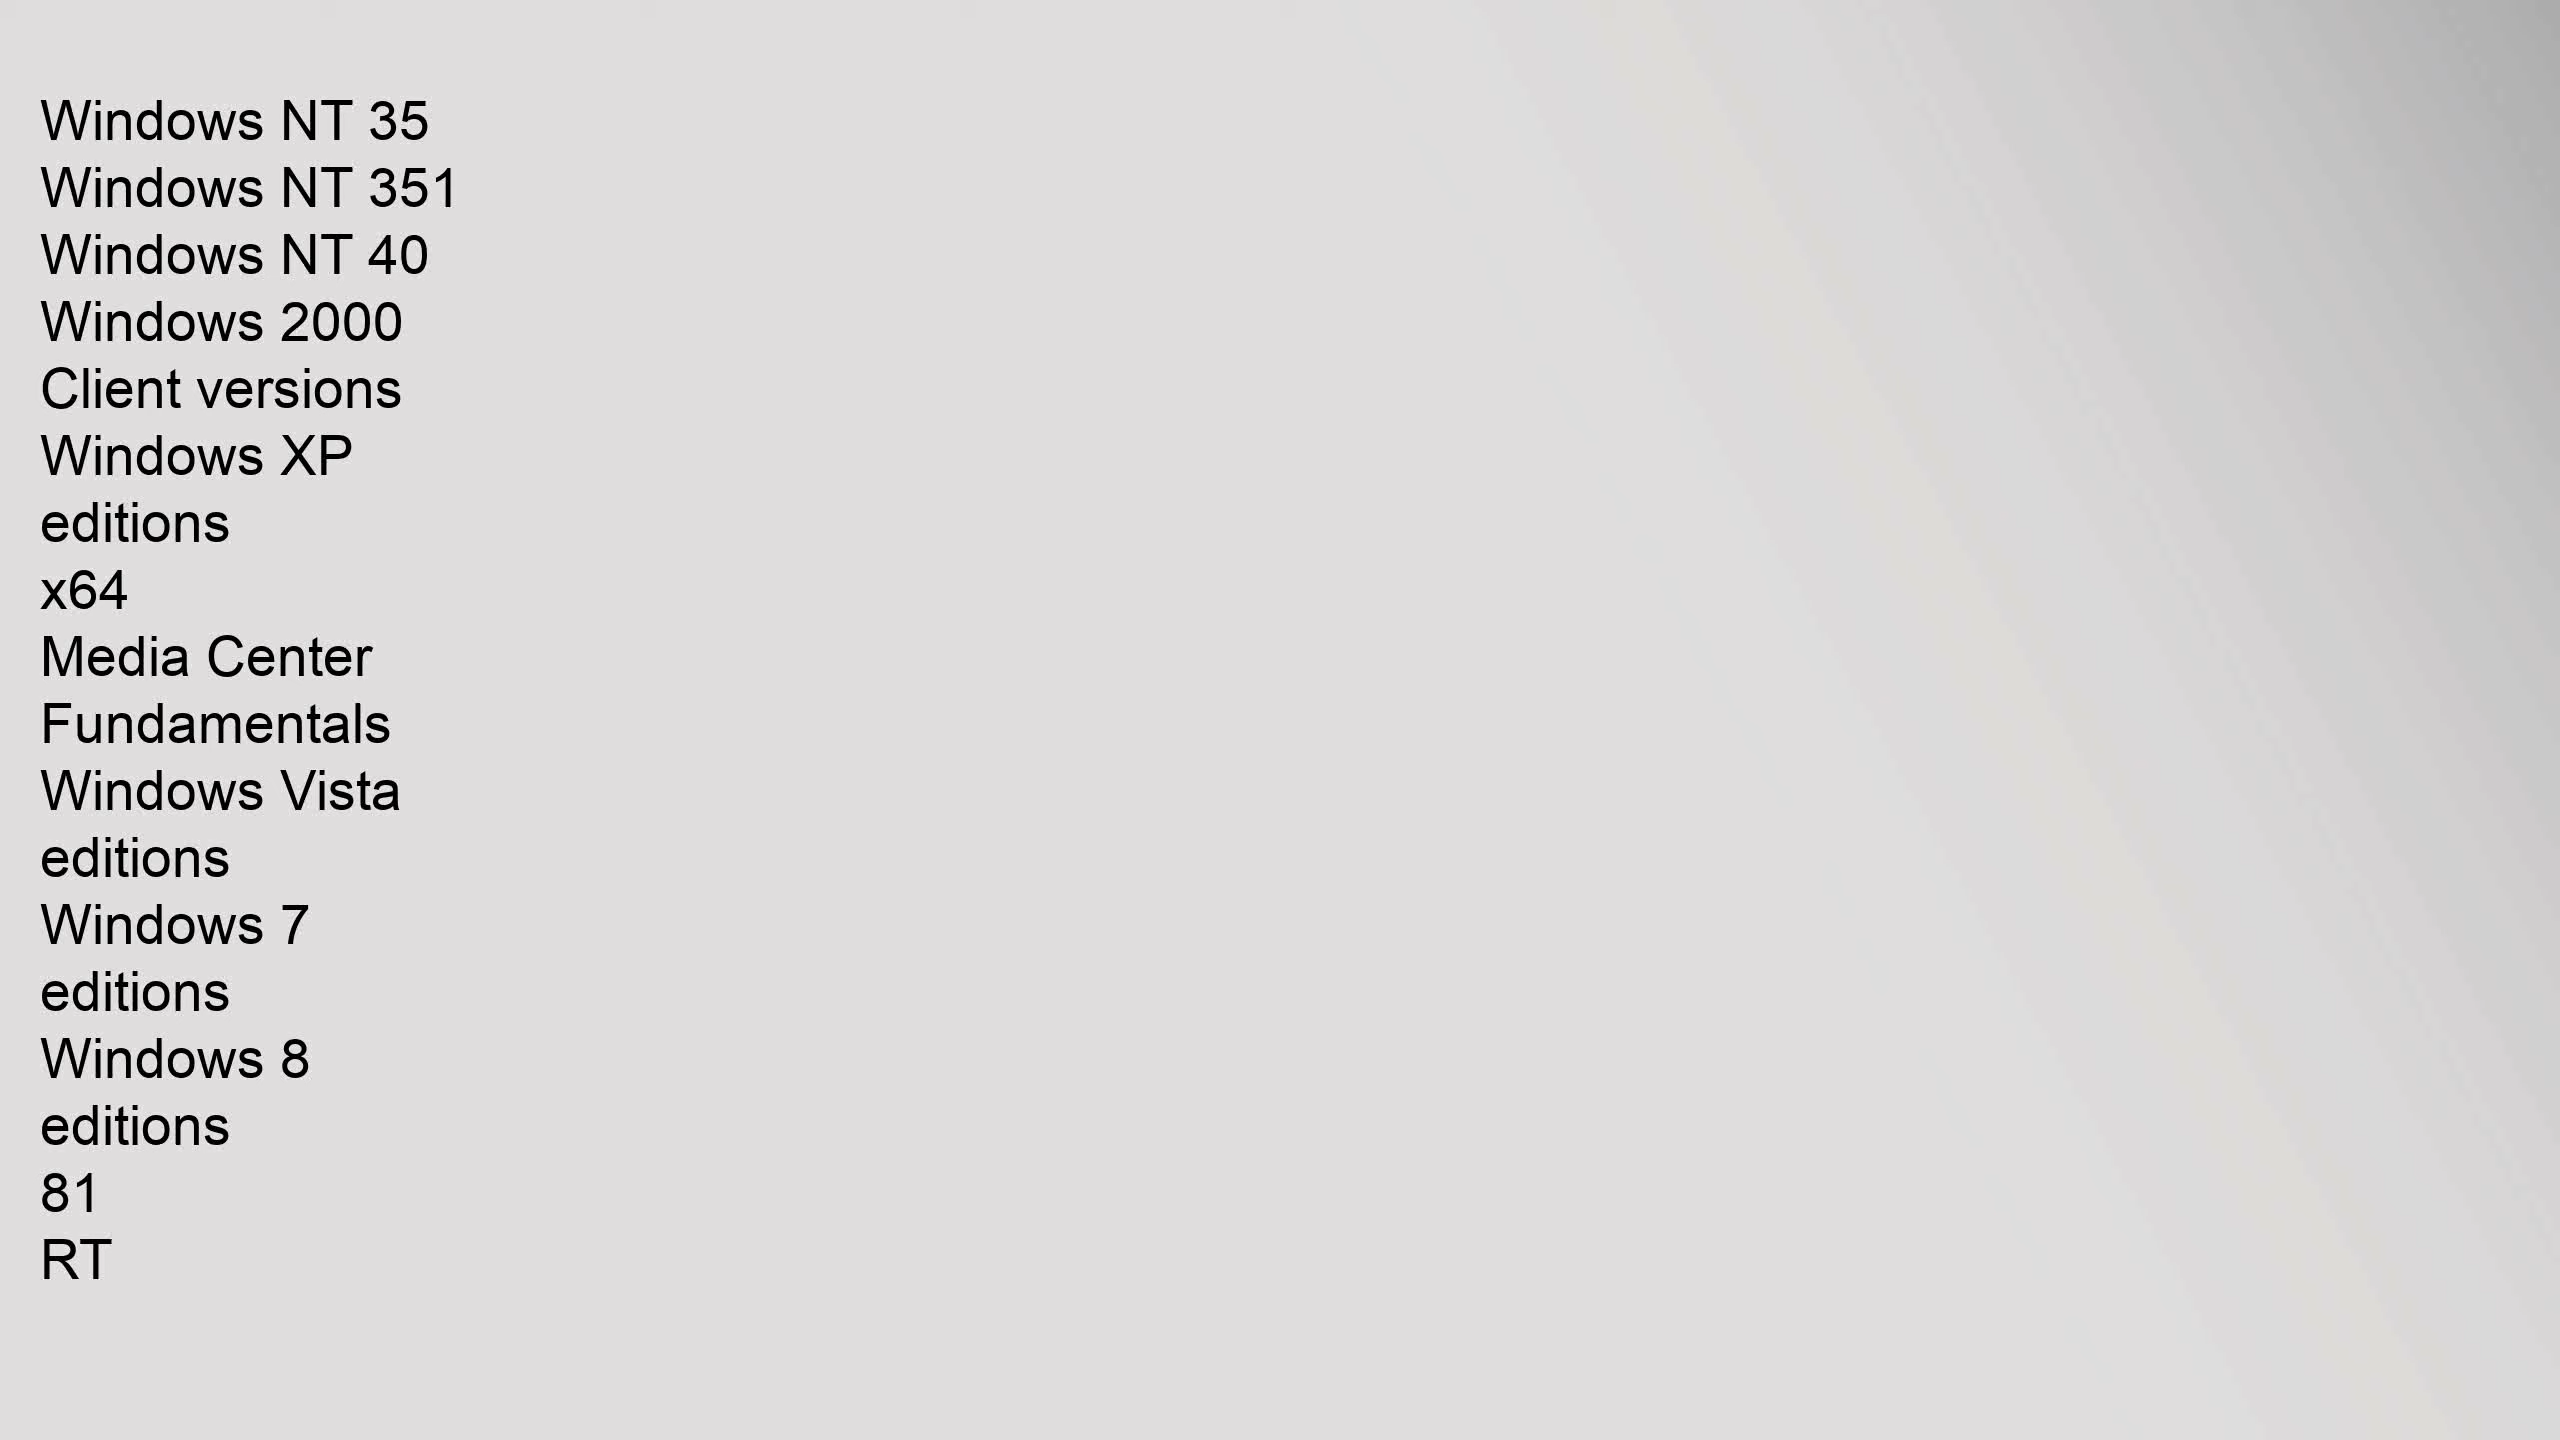 Windows NT 35
Windows NT 351
Windows NT 40
Windows 2000
Client versions
Windows XP
editions
x64
Media Center
Fundamentals
Windows Vista
editions
Windows 7
editions
Windows 8
editions
81
RT